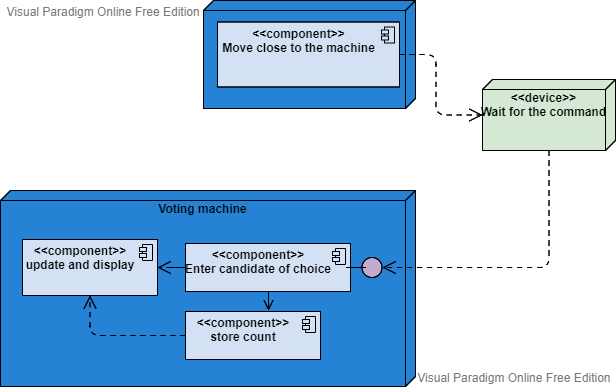 Visual Paradigm Online Free Edition
<<component>>
Move close to the machine
<<device>>
Wait for the command
Voting machine
<<component>>
update and display
<<component>>
Enter candidate of choice
<<component>>
store count
Visual Paradigm Online Free Edition